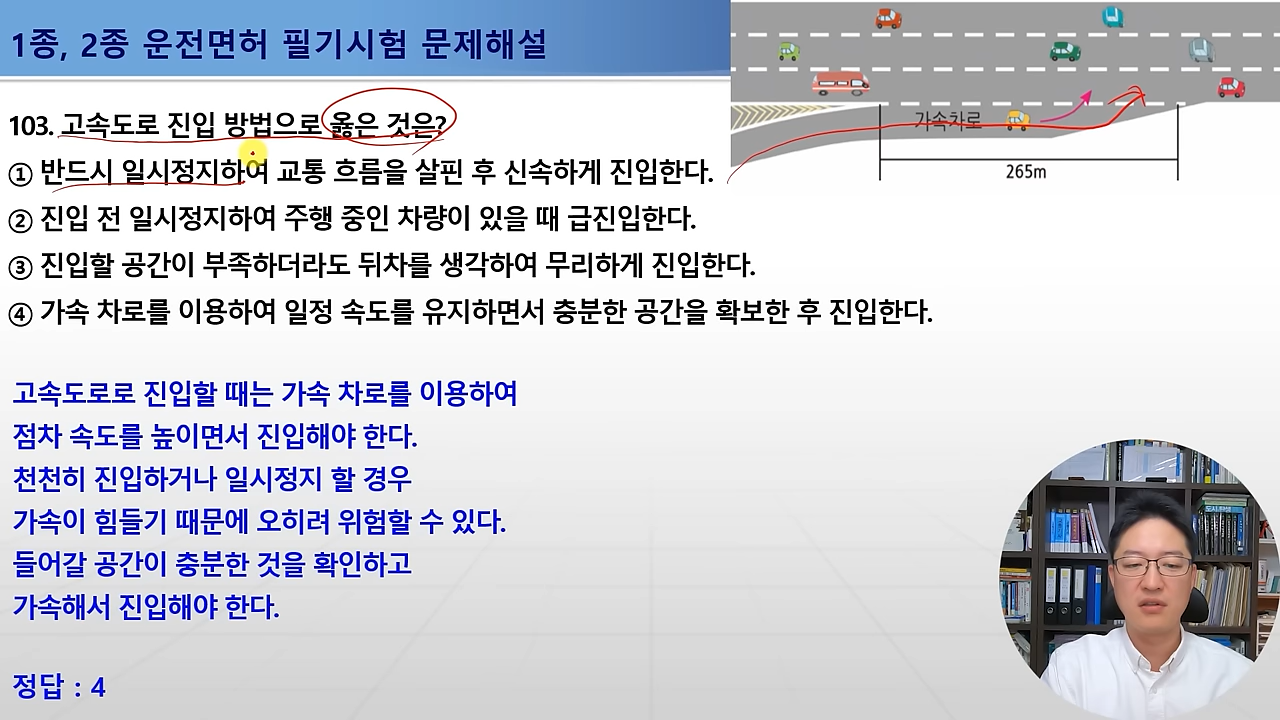 1종, 2종 운전면허 필기시험 문제해설
가속차로
265m
103. 고속도로 진입 방법으로 옳은 것은?
① 반드시 일시정지하여 교통 흐름을 살핀 후 신속하게 진입한다.
② 진입 전 일시정지하여 주행 중인 차량이 있을 때 급진입한다.
③ 진입할 공간이 부족하더라도 뒤차를 생각하여 무리하게 진입한다.
④ 가속 차로를 이용하여 일정 속도를 유지하면서 충분한 공간을 확보한 후 진입한다.
고속도로로 진입할 때는 가속 차로를 이용하여
점차 속도를 높이면서 진입해야 한다.
천천히 진입하거나 일시정지 할 경우
가속이 힘들기 때문에 오히려 위험할 수 있다.
들어갈 공간이 충분한 것을 확인하고
가속해서 진입해야 한다.
정답 : 4